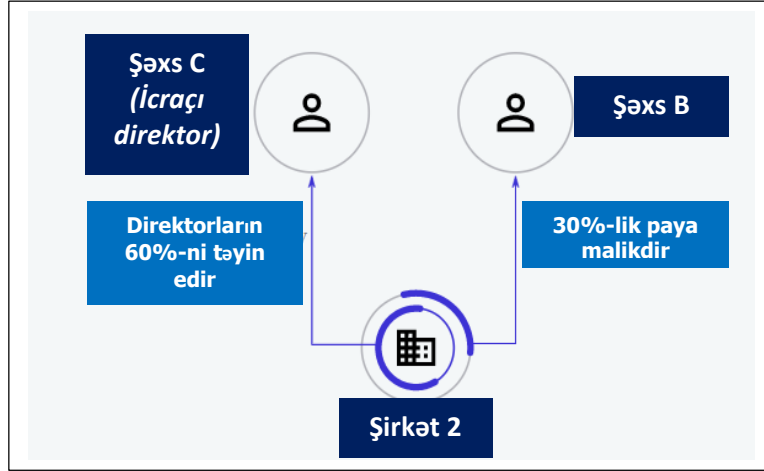 Şəxs C
(İcraçı
direktor)
Şəxs B
Direktorların
60%-ni təyin
edir
30%-lik paya
malikdir
Şirkət 2